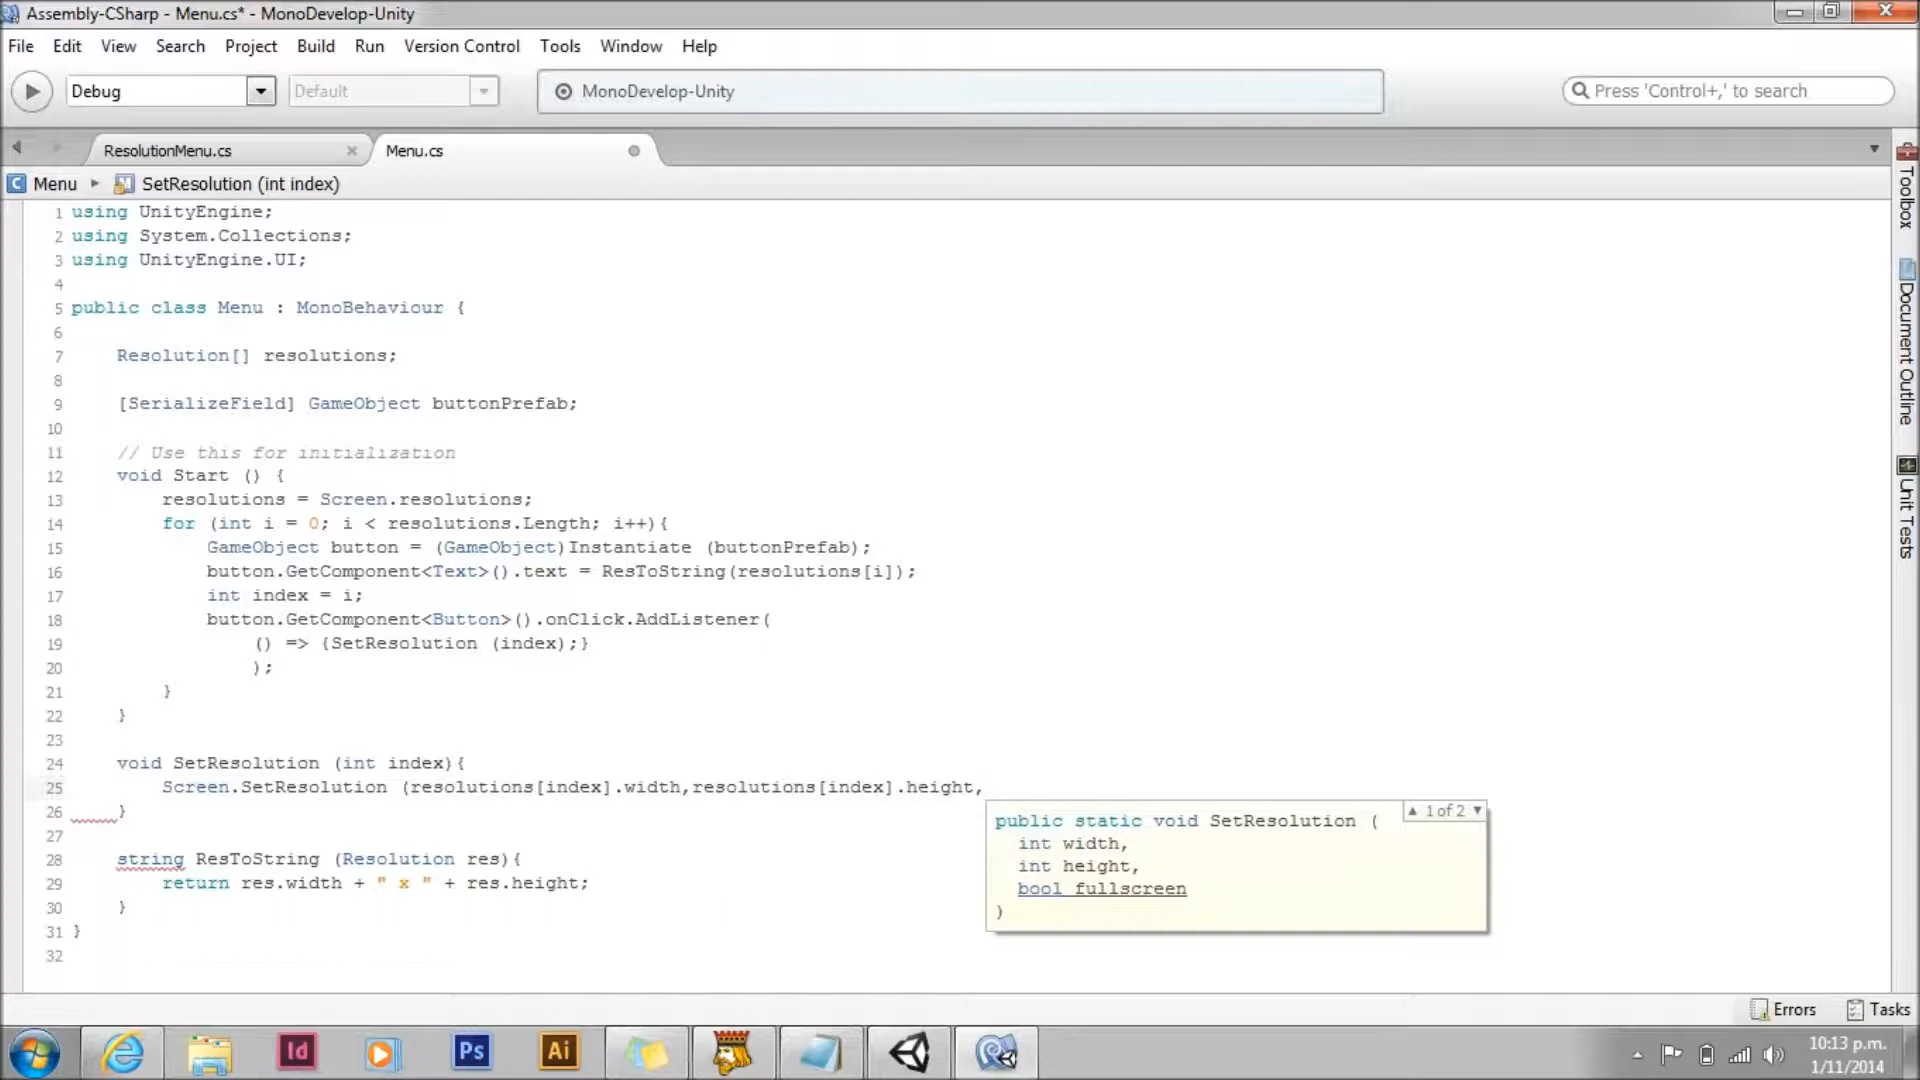 Assembly-CSharp - Menu.cs* - MonoDevelop-Unity
File Edit View Search Project Build Run Version Control Tools Window Help
Debug Default MonoDevelop-Unity Press 'Control+,' to search
ResolutionMenu.cs Menu.cs
Menu SetResolution (int index)
1 using UnityEngine;
2 using System.Collections;
3 using UnityEngine.UI;
4
5 public class Menu : MonoBehaviour {
6
7 Resolution[] resolutions;
8
9 [SerializeField] GameObject buttonPrefab;
10
11 // Use this for initialization
12 void Start () {
13 resolutions = Screen.resolutions;
14 for (int i = 0; i < resolutions.Length; i++){
15 GameObject button = (GameObject)Instantiate (buttonPrefab);
16 button.GetComponent<Text>().text = ResToString(resolutions[i]);
17 int index = i;
18 button.GetComponent<Button>().onClick.AddListener(
19 () => {SetResolution (index);}
20 );
21 }
22 }
23
24 void SetResolution (int index){
25 Screen.SetResolution (resolutions[index].width,resolutions[index].height,
26 }
27
28 string ResToString (Resolution res){
29 return res.width + " x " + res.height;
30 }
31 }
32
▲ 1 of 2 ▼
public static void SetResolution (
int width,
int height,
bool fullscreen
)
Toolbox
Document Outline
Unit Tests
Errors Tasks
Id Ps Ai
10:13 p.m.
1/11/2014